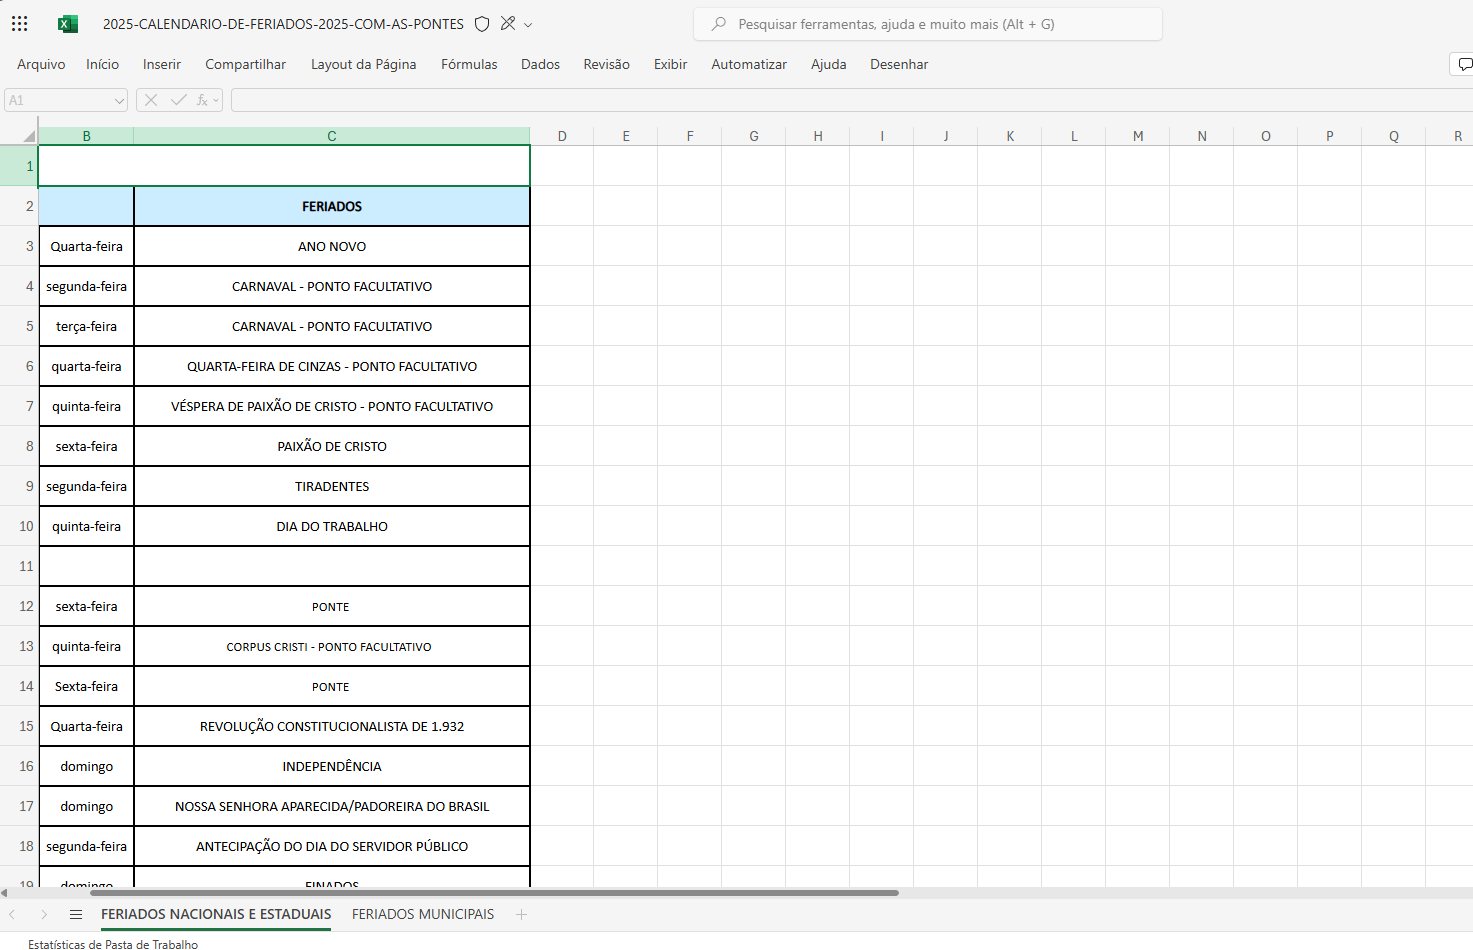 2025-CALENDARIO-DE-FERIADOS-2025-COM-AS-PONTES
Pesquisar ferramentas, ajuda e muito mais (Alt + G)
Arquivo Início Inserir Compartilhar Layout da Página Fórmulas Dados Revisão Exibir Automatizar Ajuda Desenhar
A1 fx
B C D E F G H I J K L M N O P Q R
1
2 FERIADOS
3 Quarta-feira ANO NOVO
4 segunda-feira CARNAVAL - PONTO FACULTATIVO
5 terça-feira CARNAVAL - PONTO FACULTATIVO
6 quarta-feira QUARTA-FEIRA DE CINZAS - PONTO FACULTATIVO
7 quinta-feira VÉSPERA DE PAIXÃO DE CRISTO - PONTO FACULTATIVO
8 sexta-feira PAIXÃO DE CRISTO
9 segunda-feira TIRADENTES
10 quinta-feira DIA DO TRABALHO
11
12 sexta-feira PONTE
13 quinta-feira CORPUS CRISTI - PONTO FACULTATIVO
14 Sexta-feira PONTE
15 Quarta-feira REVOLUÇÃO CONSTITUCIONALISTA DE 1.932
16 domingo INDEPENDÊNCIA
17 domingo NOSSA SENHORA APARECIDA/PADOREIRA DO BRASIL
18 segunda-feira ANTECIPAÇÃO DO DIA DO SERVIDOR PÚBLICO
19 domingo FINADOS
FERIADOS NACIONAIS E ESTADUAIS FERIADOS MUNICIPAIS
Estatísticas de Pasta de Trabalho